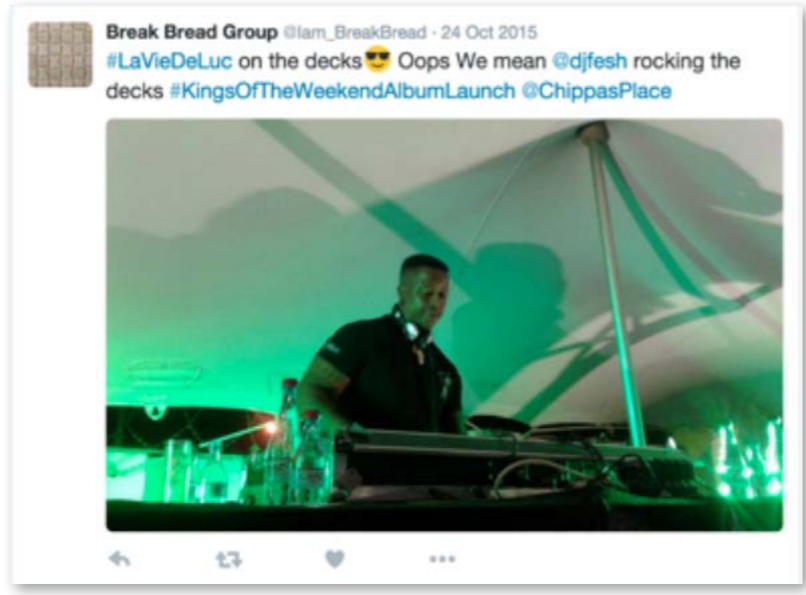 Break Bread Group @Iam_BreakBread · 24 Oct 2015
#LaVieDeLuc on the decks😎 Oops We mean @djfesh rocking the
decks #KingsOfTheWeekendAlbumLaunch @ChippasPlace